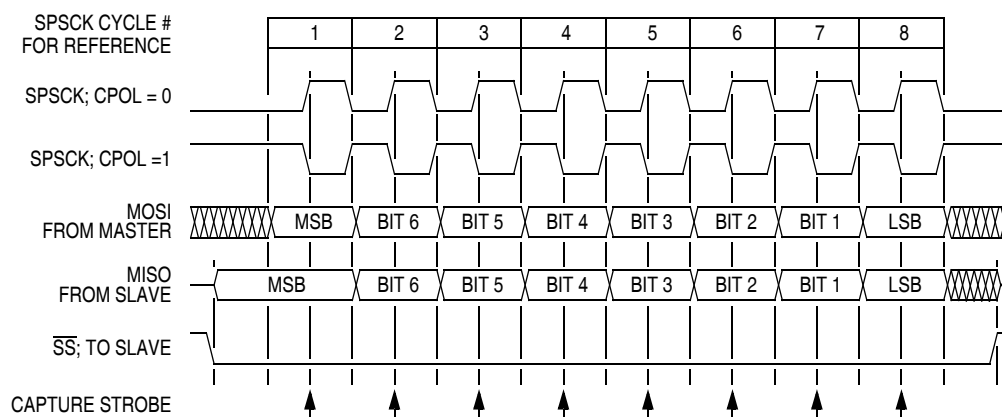 SPSCK CYCLE #
FOR REFERENCE
1 2 3 4 5 6 7 8
SPSCK; CPOL = 0
SPSCK; CPOL =1
MOSI
FROM MASTER
MSB BIT 6 BIT 5 BIT 4 BIT 3 BIT 2 BIT 1 LSB
MISO
FROM SLAVE
MSB BIT 6 BIT 5 BIT 4 BIT 3 BIT 2 BIT 1 LSB
SS; TO SLAVE
CAPTURE STROBE